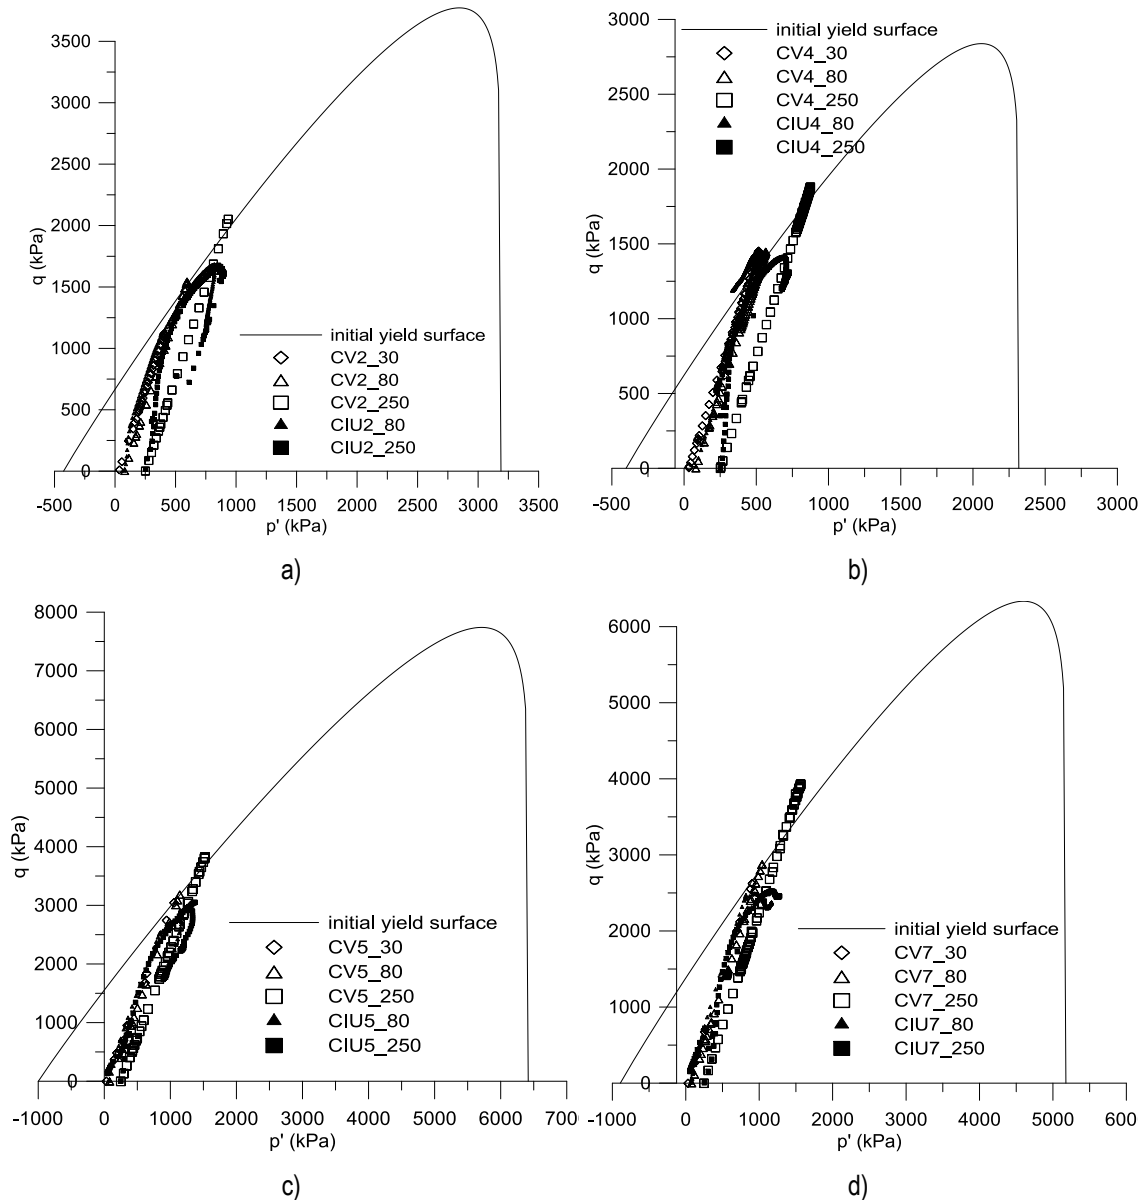 3500
3000
2500
2000
1500
1000
500
0
q (kPa)
initial yield surface
CV2_30
CV2_80
CV2_250
CIU2_80
CIU2_250
-500 0 500 1000 1500 2000 2500 3000 3500
p' (kPa)
a)
3000
2500
2000
1500
1000
500
0
q (kPa)
initial yield surface
CV4_30
CV4_80
CV4_250
CIU4_80
CIU4_250
-500 0 500 1000 1500 2000 2500 3000
p' (kPa)
b)
8000
7000
6000
5000
4000
3000
2000
1000
0
q (kPa)
initial yield surface
CV5_30
CV5_80
CV5_250
CIU5_80
CIU5_250
-1000 0 1000 2000 3000 4000 5000 6000 700
p' (kPa)
c)
6000
5000
4000
3000
2000
1000
0
q (kPa)
initial yield surface
CV7_30
CV7_80
CV7_250
CIU7_80
CIU7_250
-1000 0 1000 2000 3000 4000 5000 600
p' (kPa)
d)